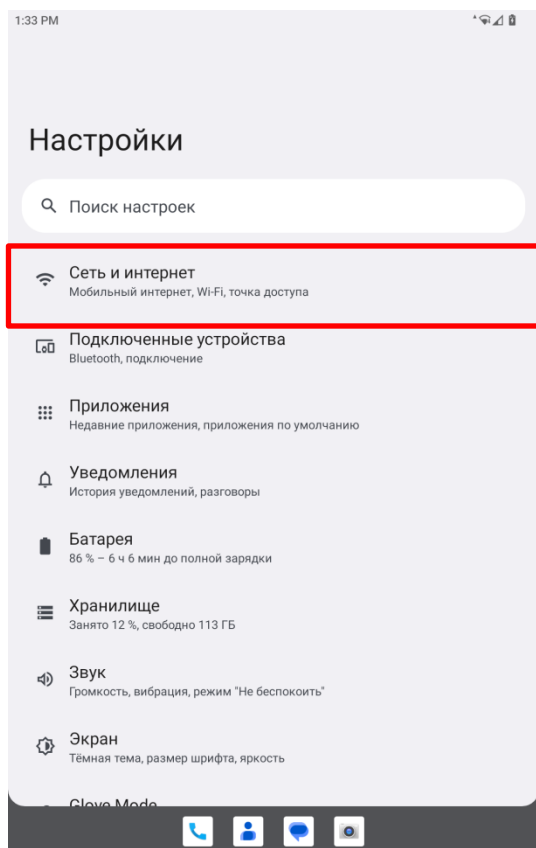 1:33 PM
Настройки
Поиск настроек
Сеть и интернет
Мобильный интернет, Wi-Fi, точка доступа
Подключенные устройства
Bluetooth, подключение
Приложения
Недавние приложения, приложения по умолчанию
Уведомления
История уведомлений, разговоры
Батарея
86 % – 6 ч 6 мин до полной зарядки
Хранилище
Занято 12 %, свободно 113 ГБ
Звук
Громкость, вибрация, режим "Не беспокоить"
Экран
Тёмная тема, размер шрифта, яркость
Glove Mode